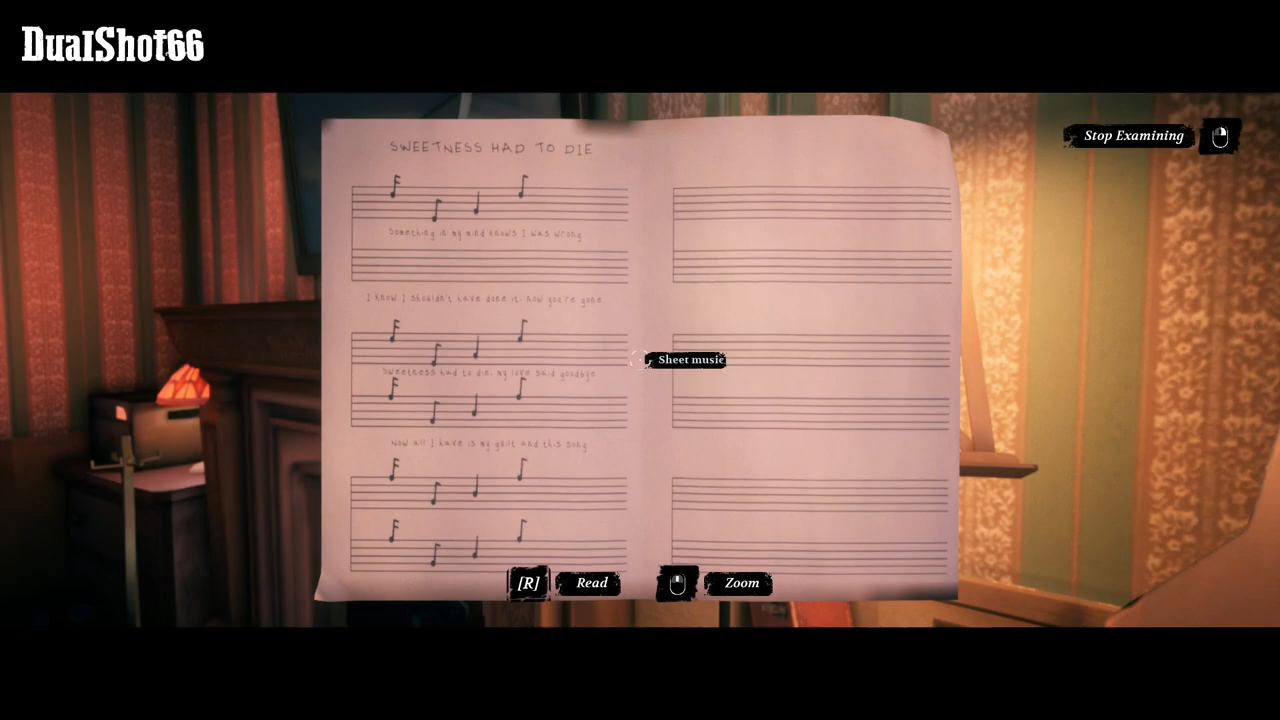 DualShot66
Stop Examining
SWEETNESS HAD TO DIE
Something in my mind knows I was wrong
I know I shouldn't have done it. now you're gone
Sheet music
Sweetness had to die. my love said goodbye
Now all I have is my guilt and this song
[R] Read Zoom